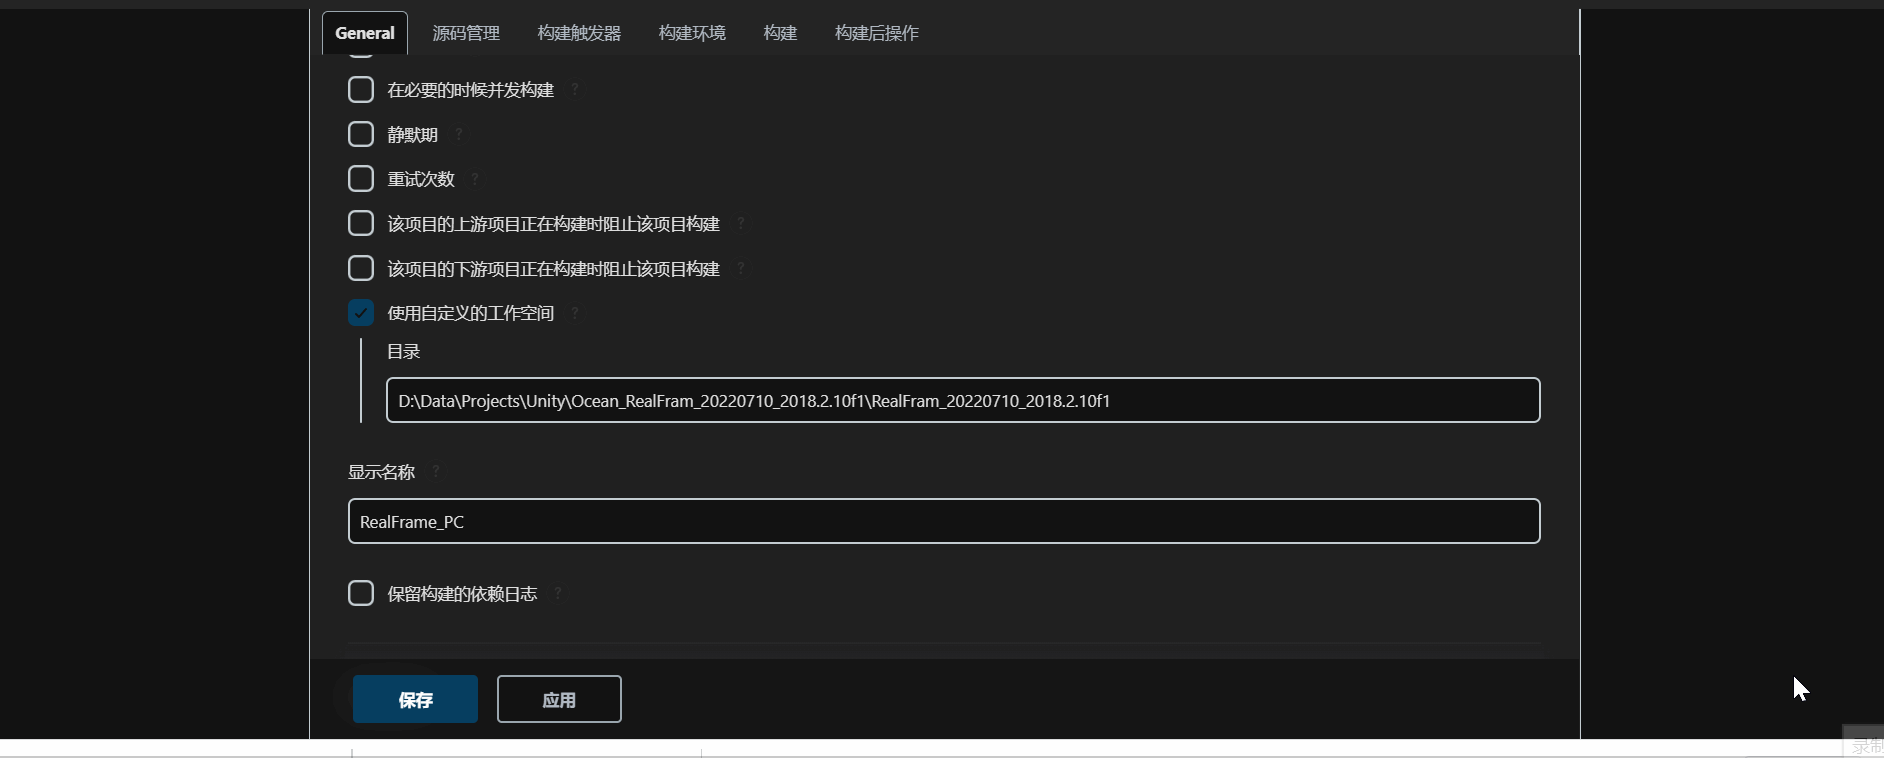 General 源码管理 构建触发器 构建环境 构建 构建后操作
在必要的时候并发构建 ?
静默期 ?
重试次数 ?
该项目的上游项目正在构建时阻止该项目构建 ?
该项目的下游项目正在构建时阻止该项目构建 ?
使用自定义的工作空间 ?
目录
D:\Data\Projects\Unity\Ocean_RealFram_20220710_2018.2.10f1\RealFram_20220710_2018.2.10f1
显示名称 ?
RealFrame_PC
保留构建的依赖日志 ?
保存 应用
录制